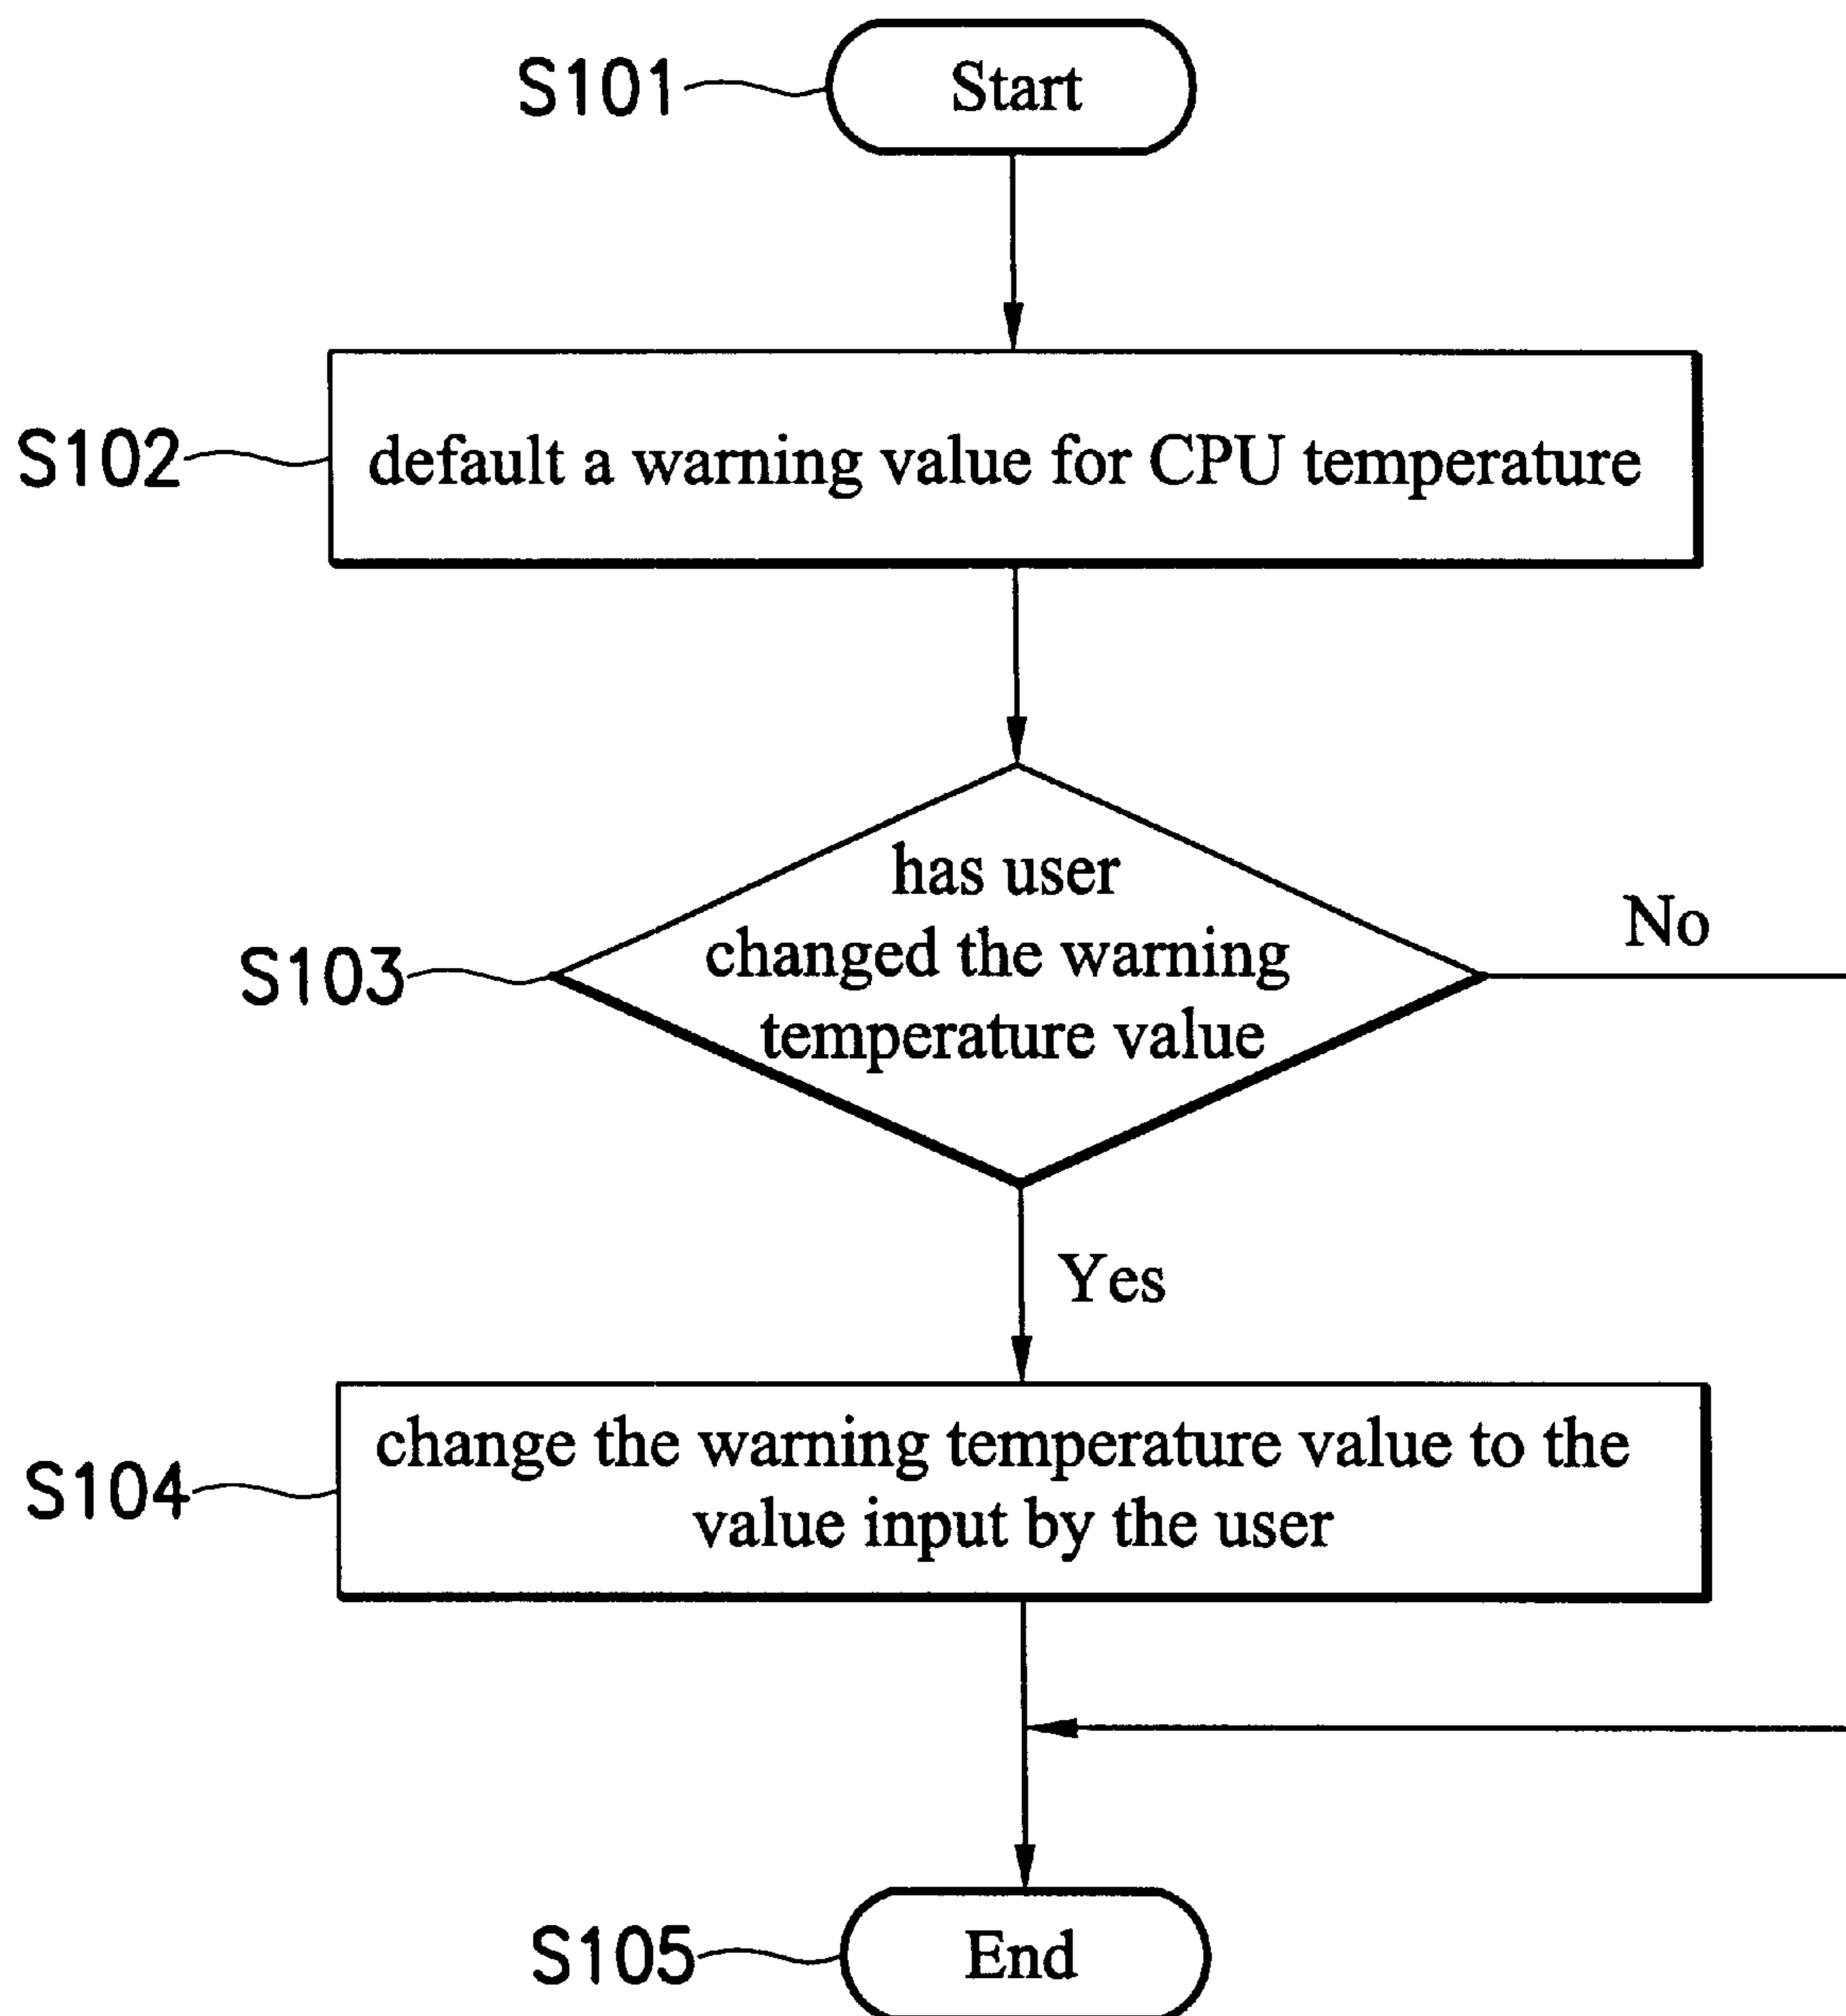 S101
Start
S102
default a warning value for CPU temperature
has user
changed the warning
temperature value
S103
No
Yes
S104
change the warning temperature value to the
value input by the user
S105
End